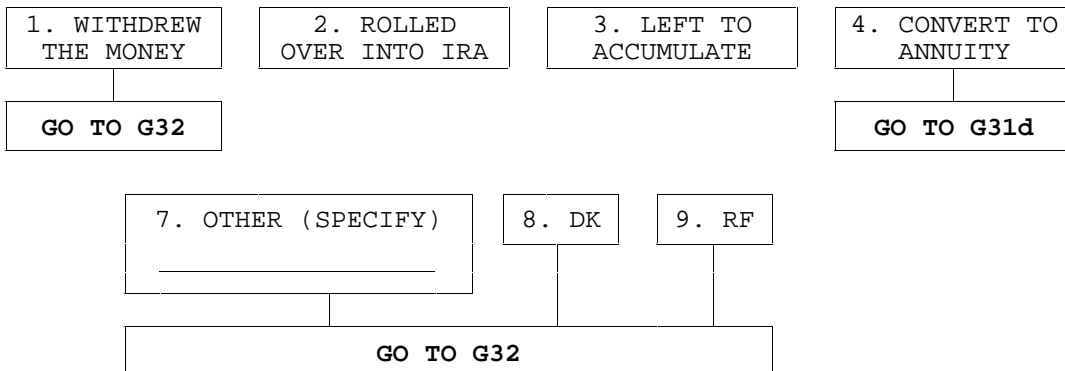 1. WITHDREW
THE MONEY
2. ROLLED
OVER INTO IRA
3. LEFT TO
ACCUMULATE
4. CONVERT TO
ANNUITY
GO TO G32
GO TO G31d
7. OTHER (SPECIFY)
8. DK
9. RF
GO TO G32